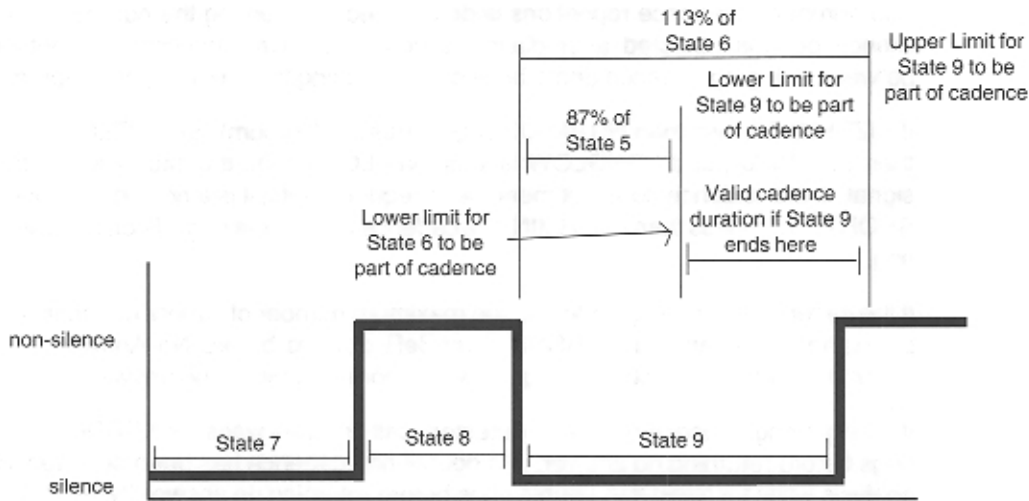 113% of
State 6
Upper Limit for
State 9 to be
part of cadence
Lower Limit for
State 9 to be part
of cadence
87% of
State 5
Valid cadence
duration if State 9
ends here
Lower limit for
State 6 to be
part of cadence
non-silence
State 7
State 8
State 9
silence